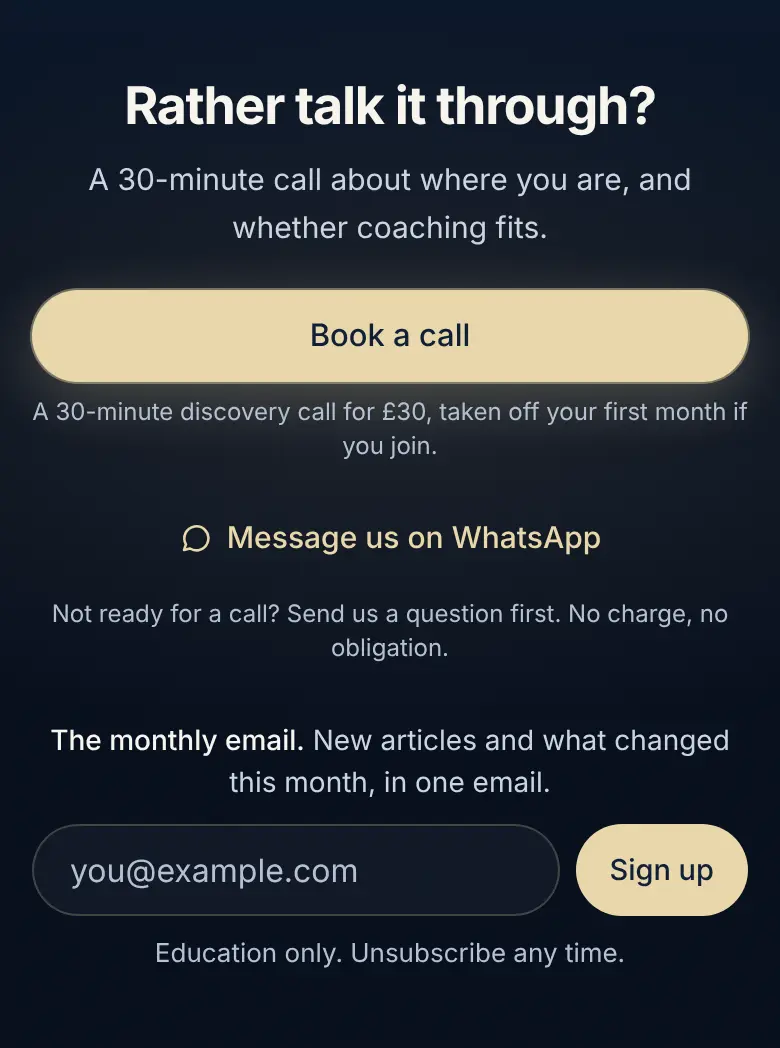 Rather talk it through?
A 30-minute call about where you are, and
whether coaching fits.
Book a call
A 30-minute discovery call for £30, taken off your first month if
you join.
Message us on WhatsApp
Not ready for a call? Send us a question first. No charge, no
obligation.
The monthly email. New articles and what changed
this month, in one email.
you@example.com
Sign up
Education only. Unsubscribe any time.